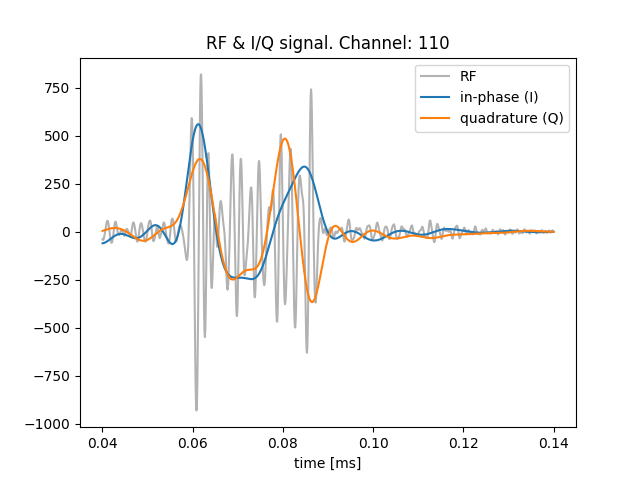 RF & I/Q signal. Channel: 110
RF
in-phase (I)
quadrature (Q)
750
500
250
0
−250
−500
−750
−1000
0.04 0.06 0.08 0.10 0.12 0.14
time [ms]